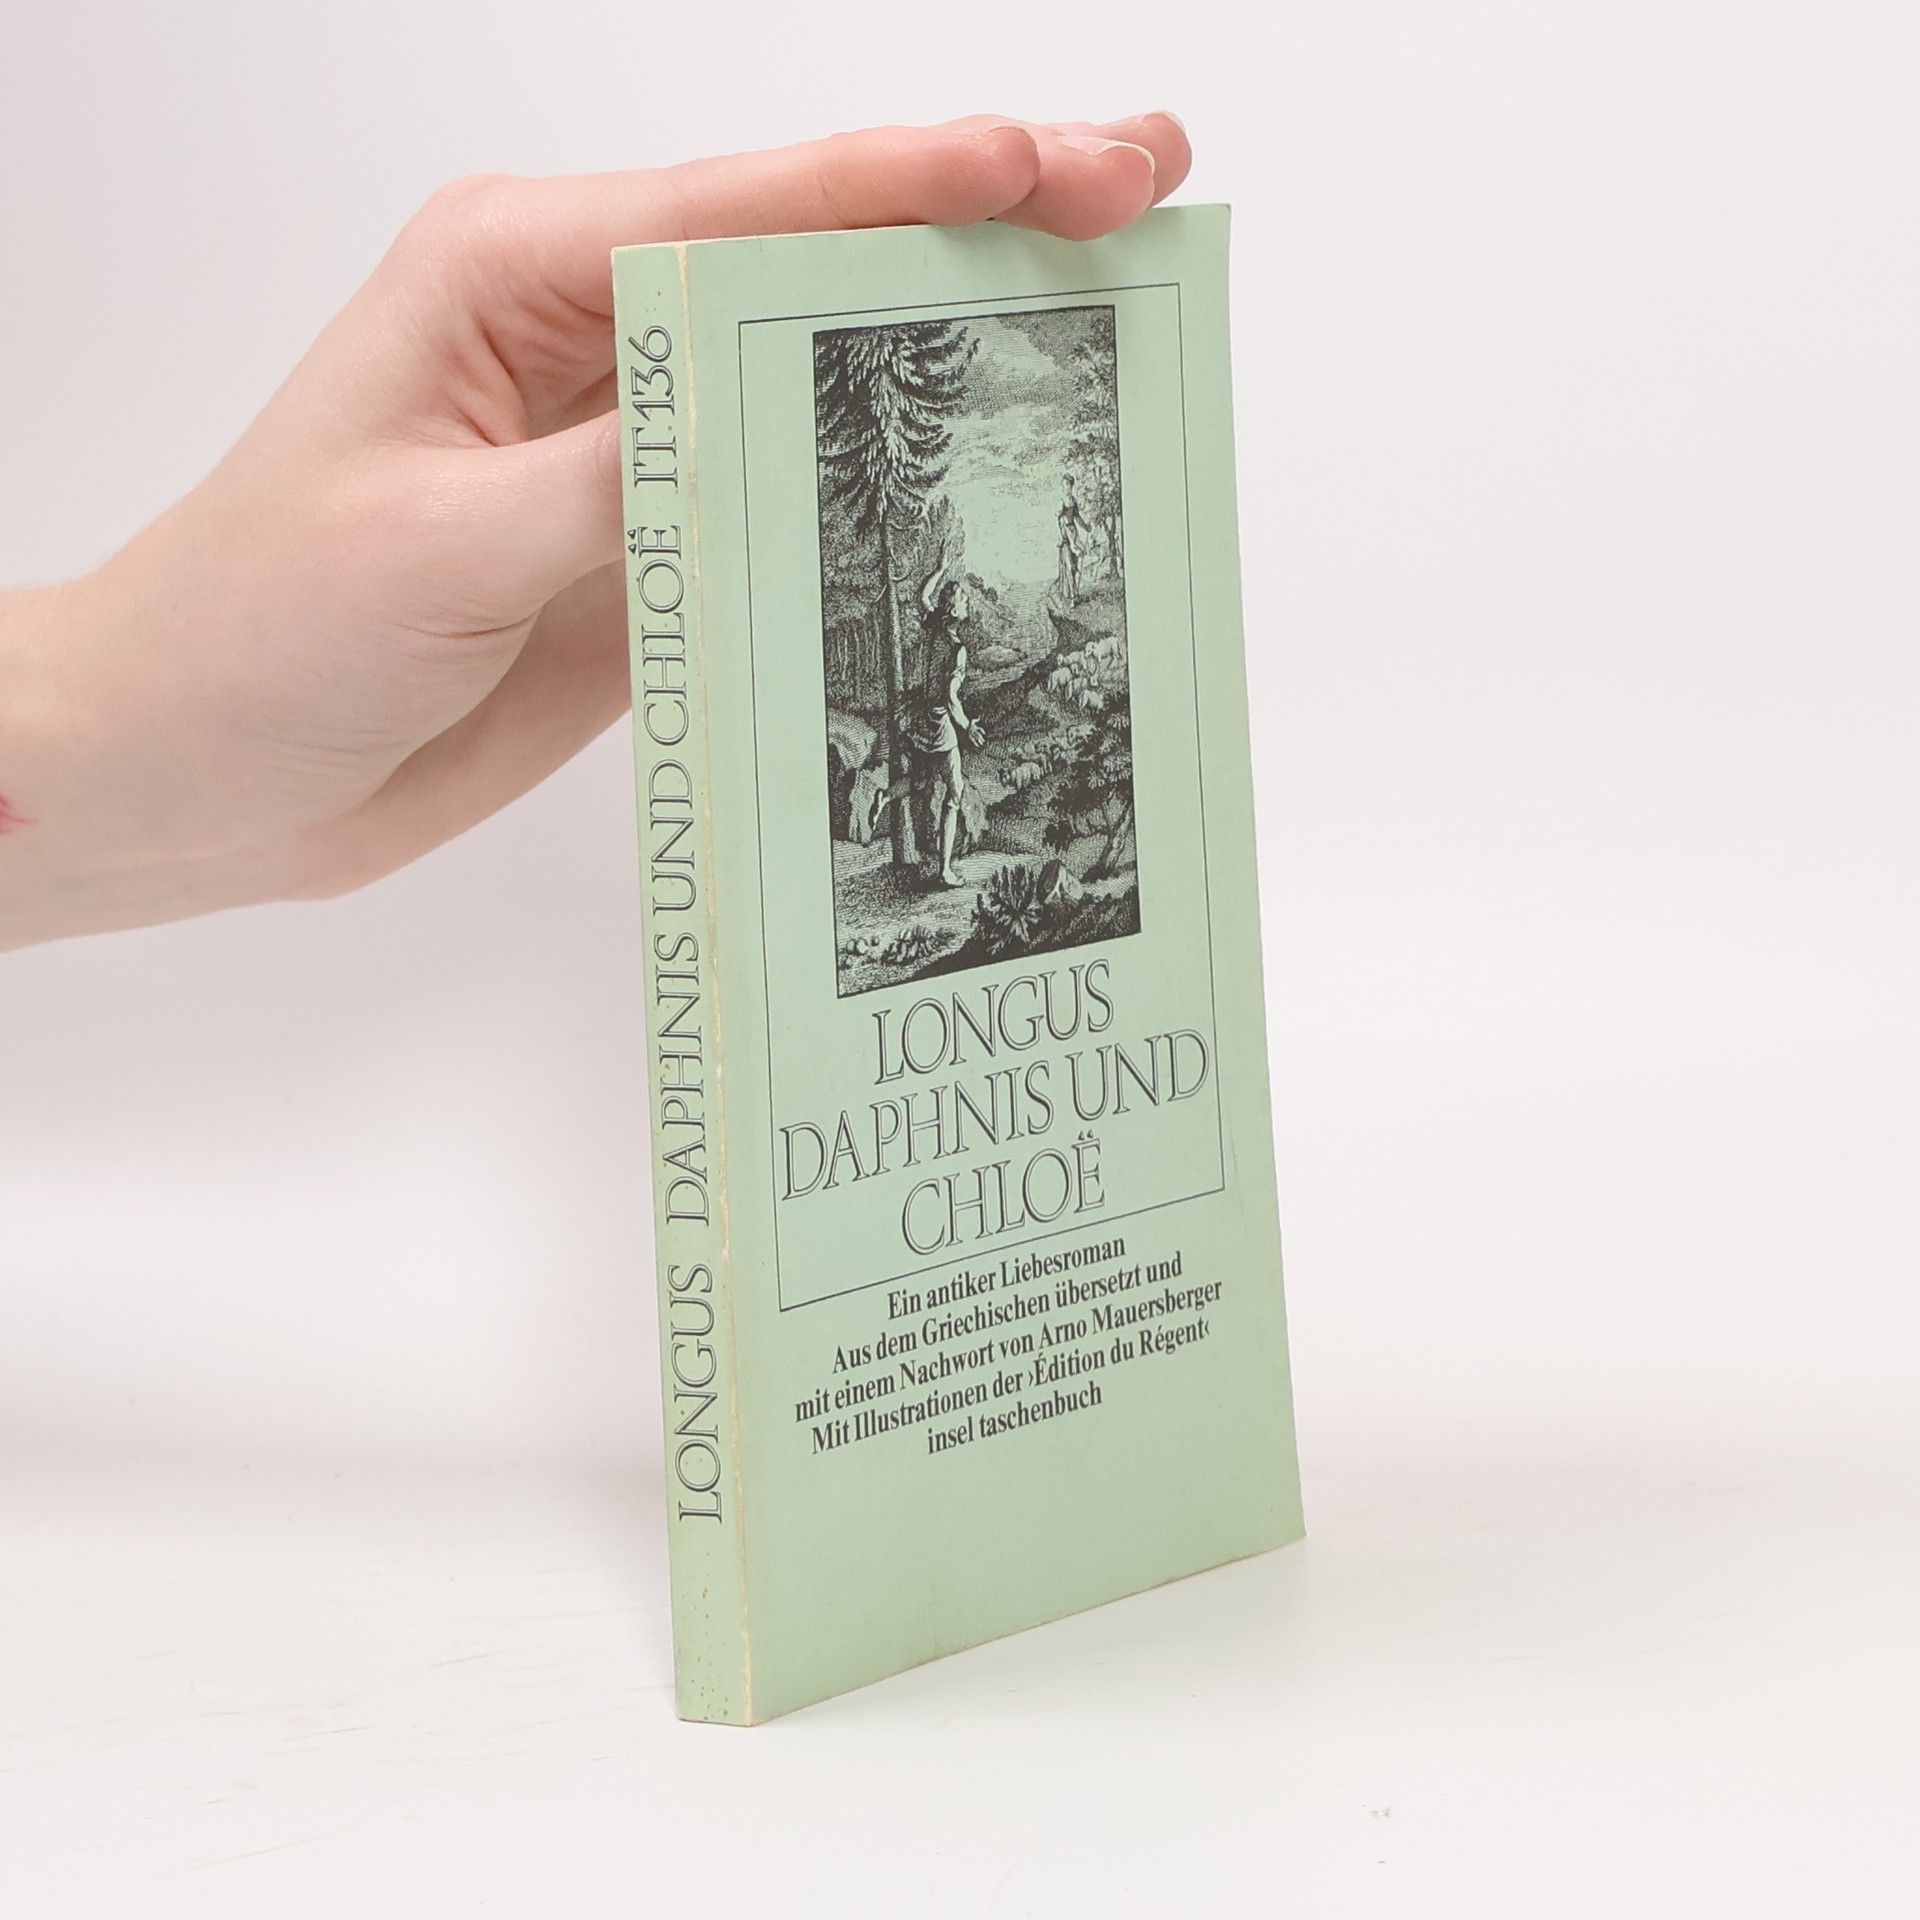 LONGUS DAPHNIS UND CHLOË IT 136
LONGUS
DAPHNIS UND
CHLOË
Ein antiker Liebesroman
Aus dem Griechischen übersetzt und
mit einem Nachwort von Arno Mauersberger
Mit Illustrationen der ›Édition du Régent‹
insel taschenbuch